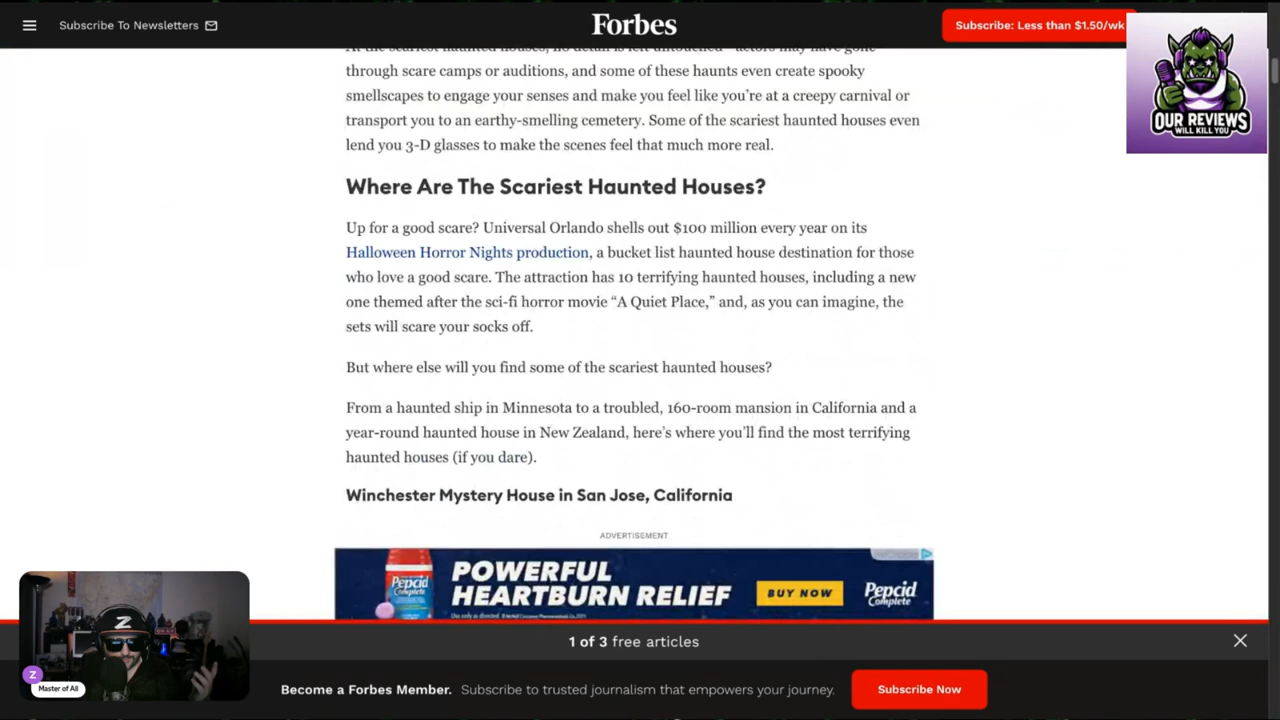 Subscribe To Newsletters
Forbes
Subscribe: Less than $1.50/wk
At the scariest haunted houses, no detail is left untouched—actors may have gone
through scare camps or auditions, and some of these haunts even create spooky
smellscapes to engage your senses and make you feel like you’re at a creepy carnival or
transport you to an earthy-smelling cemetery. Some of the scariest haunted houses even
lend you 3-D glasses to make the scenes feel that much more real.
OUR REVIEWS
WILL KILL YOU
Where Are The Scariest Haunted Houses?
Up for a good scare? Universal Orlando shells out $100 million every year on its
Halloween Horror Nights production, a bucket list haunted house destination for those
who love a good scare. The attraction has 10 terrifying haunted houses, including a new
one themed after the sci-fi horror movie “A Quiet Place,” and, as you can imagine, the
sets will scare your socks off.
But where else will you find some of the scariest haunted houses?
From a haunted ship in Minnesota to a troubled, 160-room mansion in California and a
year-round haunted house in New Zealand, here’s where you’ll find the most terrifying
haunted houses (if you dare).
Winchester Mystery House in San Jose, California
ADVERTISEMENT
Pepcid
Complete
POWERFUL
HEARTBURN RELIEF
BUY NOW
Pepcid
Complete
Z
Z
Master of All
1 of 3 free articles
Become a Forbes Member. Subscribe to trusted journalism that empowers your journey.
Subscribe Now